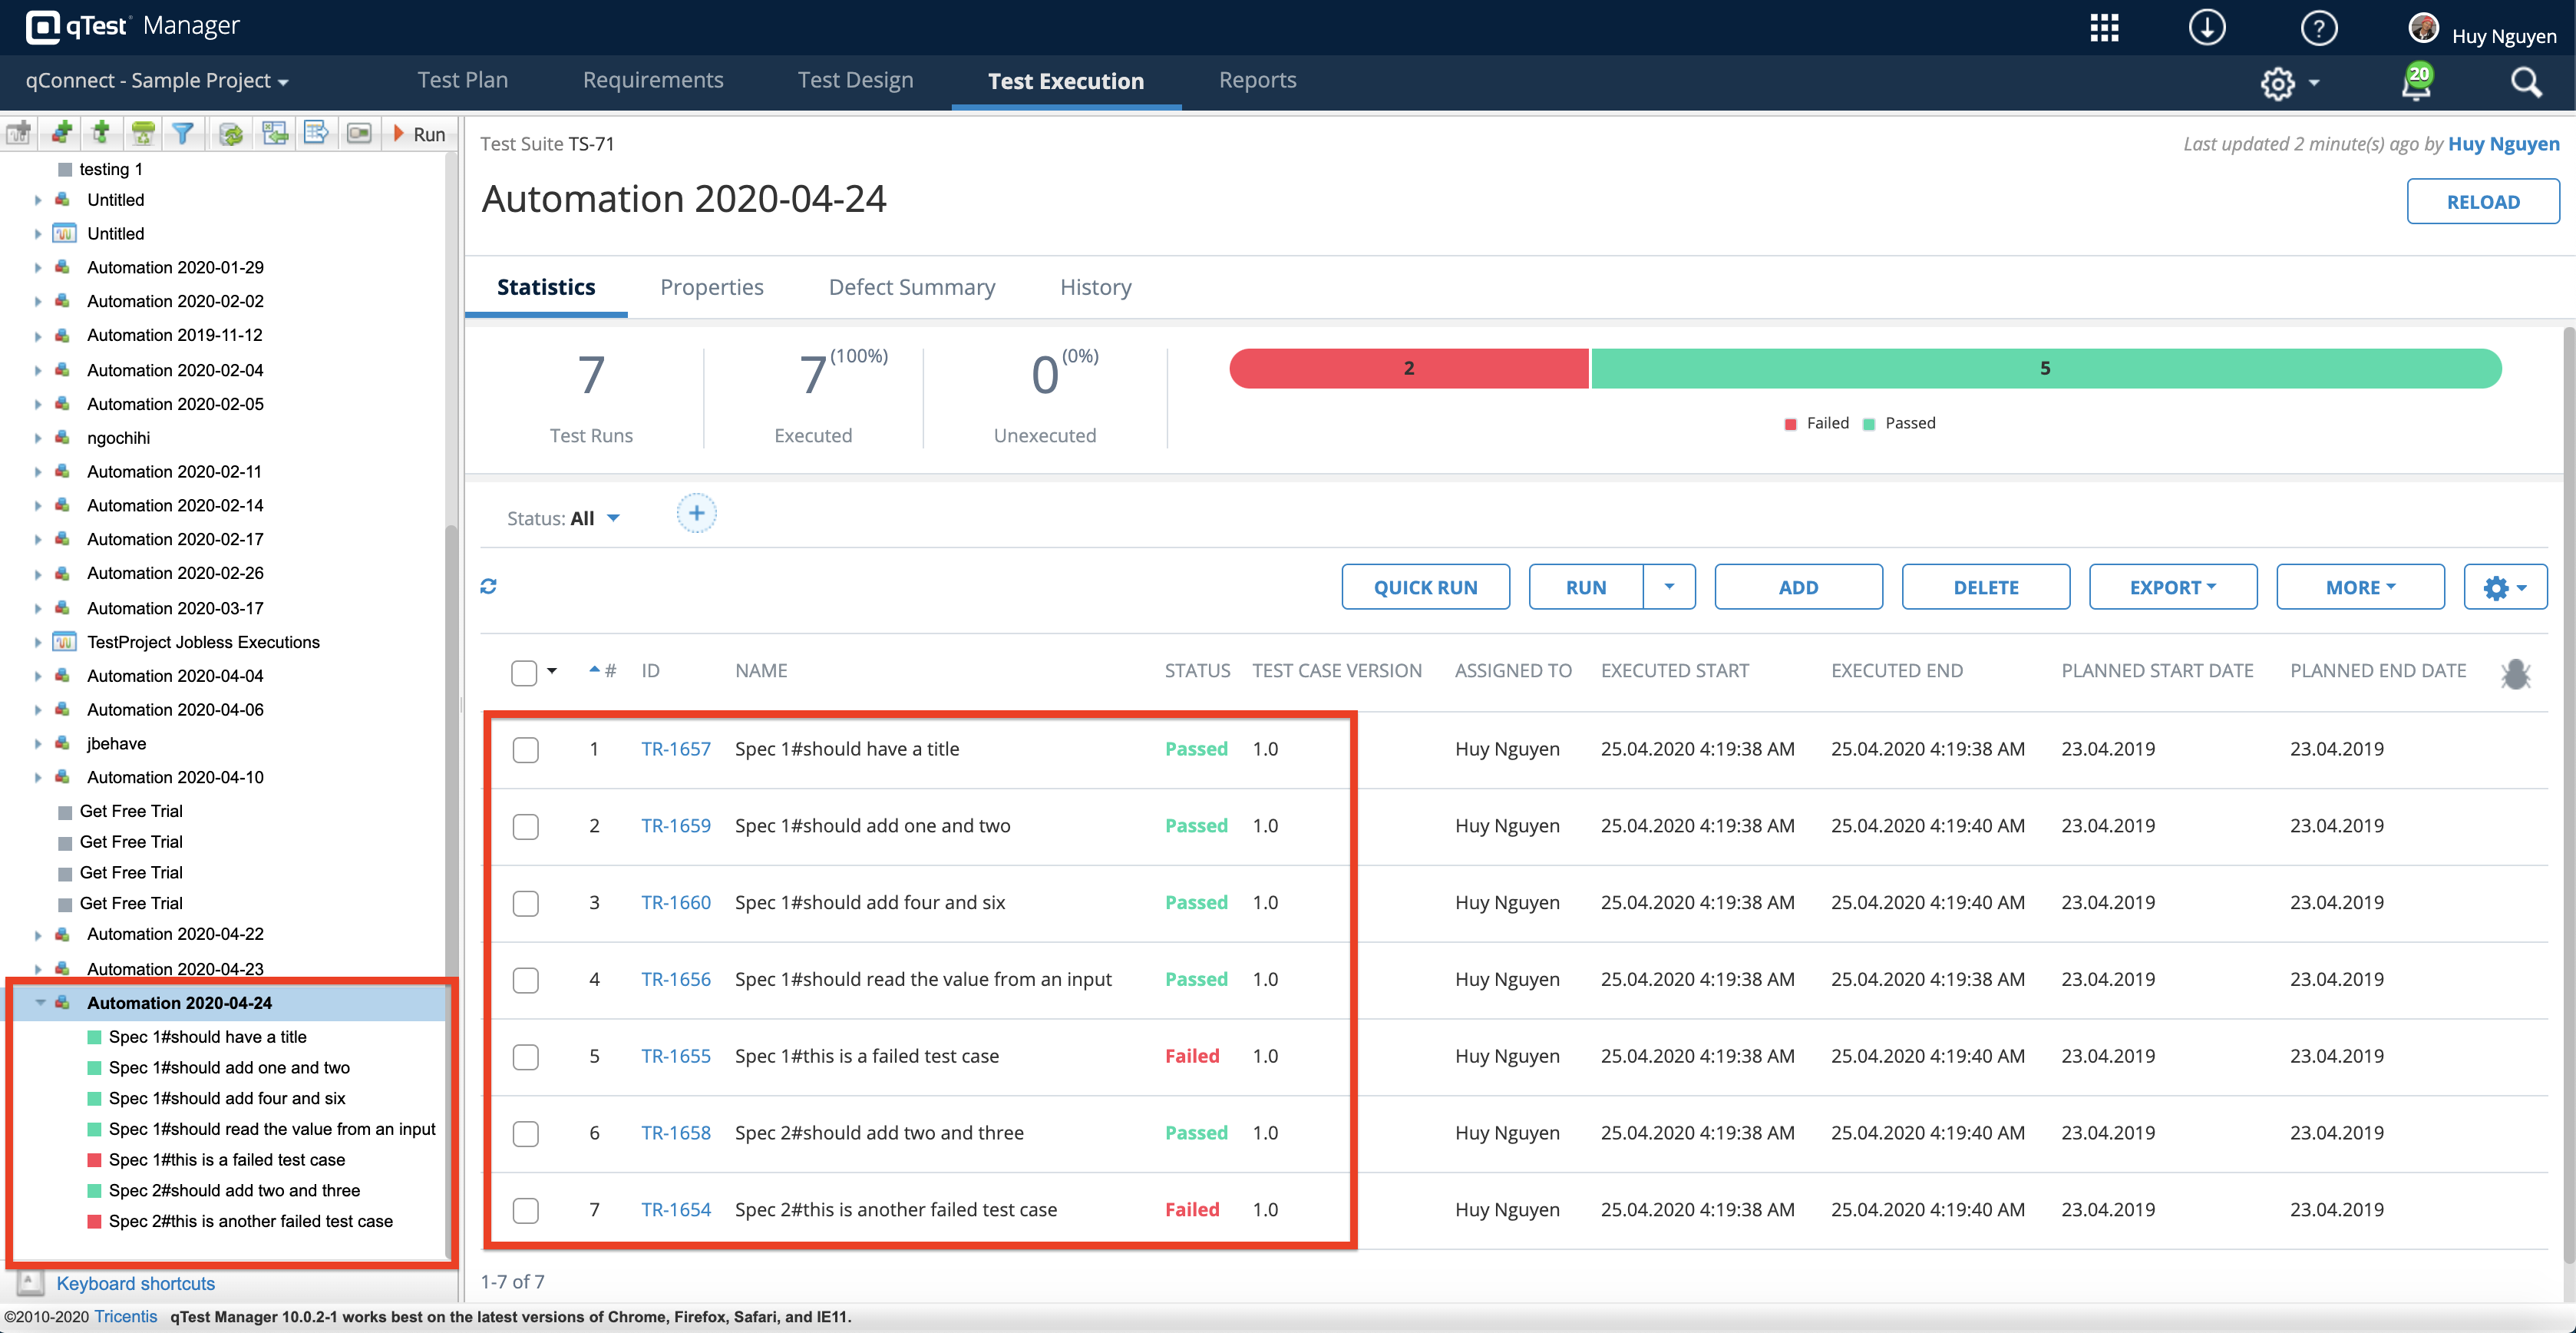 qTest Manager
Huy Nguyen
qConnect - Sample Project
Test Plan
Requirements
Test Design
Test Execution
Reports
20
Run
testing 1
Untitled
Untitled
Automation 2020-01-29
Automation 2020-02-02
Automation 2019-11-12
Automation 2020-02-04
Automation 2020-02-05
ngochihi
Automation 2020-02-11
Automation 2020-02-14
Automation 2020-02-17
Automation 2020-02-26
Automation 2020-03-17
TestProject Jobless Executions
Automation 2020-04-04
Automation 2020-04-06
jbehave
Automation 2020-04-10
Get Free Trial
Get Free Trial
Get Free Trial
Get Free Trial
Automation 2020-04-22
Automation 2020-04-23
Automation 2020-04-24
Spec 1#should have a title
Spec 1#should add one and two
Spec 1#should add four and six
Spec 1#should read the value from an input
Spec 1#this is a failed test case
Spec 2#should add two and three
Spec 2#this is another failed test case
Keyboard shortcuts
Test Suite TS-71
Last updated 2 minute(s) ago by Huy Nguyen
Automation 2020-04-24
RELOAD
Statistics Properties Defect Summary History
7 7 (100%) 0 (0%)
Test Runs Executed Unexecuted
2 5
Failed Passed
Status: All
QUICK RUN RUN ADD DELETE EXPORT MORE
# ID NAME STATUS TEST CASE VERSION ASSIGNED TO EXECUTED START EXECUTED END PLANNED START DATE PLANNED END DATE
1 TR-1657 Spec 1#should have a title Passed 1.0 Huy Nguyen 25.04.2020 4:19:38 AM 25.04.2020 4:19:38 AM 23.04.2019 23.04.2019
2 TR-1659 Spec 1#should add one and two Passed 1.0 Huy Nguyen 25.04.2020 4:19:38 AM 25.04.2020 4:19:40 AM 23.04.2019 23.04.2019
3 TR-1660 Spec 1#should add four and six Passed 1.0 Huy Nguyen 25.04.2020 4:19:38 AM 25.04.2020 4:19:40 AM 23.04.2019 23.04.2019
4 TR-1656 Spec 1#should read the value from an input Passed 1.0 Huy Nguyen 25.04.2020 4:19:38 AM 25.04.2020 4:19:38 AM 23.04.2019 23.04.2019
5 TR-1655 Spec 1#this is a failed test case Failed 1.0 Huy Nguyen 25.04.2020 4:19:38 AM 25.04.2020 4:19:40 AM 23.04.2019 23.04.2019
6 TR-1658 Spec 2#should add two and three Passed 1.0 Huy Nguyen 25.04.2020 4:19:38 AM 25.04.2020 4:19:40 AM 23.04.2019 23.04.2019
7 TR-1654 Spec 2#this is another failed test case Failed 1.0 Huy Nguyen 25.04.2020 4:19:38 AM 25.04.2020 4:19:40 AM 23.04.2019 23.04.2019
1-7 of 7
©2010-2020 Tricentis qTest Manager 10.0.2-1 works best on the latest versions of Chrome, Firefox, Safari, and IE11.